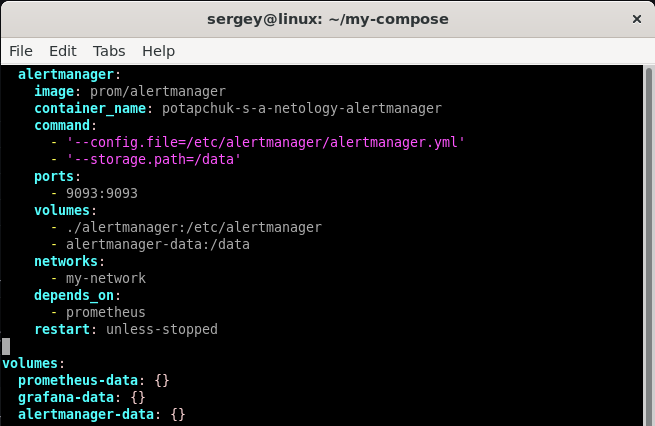 sergey@linux: ~/my-compose
×
File Edit Tabs Help
  alertmanager:
    image: prom/alertmanager
    container_name: potapchuk-s-a-netology-alertmanager
    command:
      - '--config.file=/etc/alertmanager/alertmanager.yml'
      - '--storage.path=/data'
    ports:
      - 9093:9093
    volumes:
      - ./alertmanager:/etc/alertmanager
      - alertmanager-data:/data
    networks:
      - my-network
    depends_on:
      - prometheus
    restart: unless-stopped
volumes:
  prometheus-data: {}
  grafana-data: {}
  alertmanager-data: {}